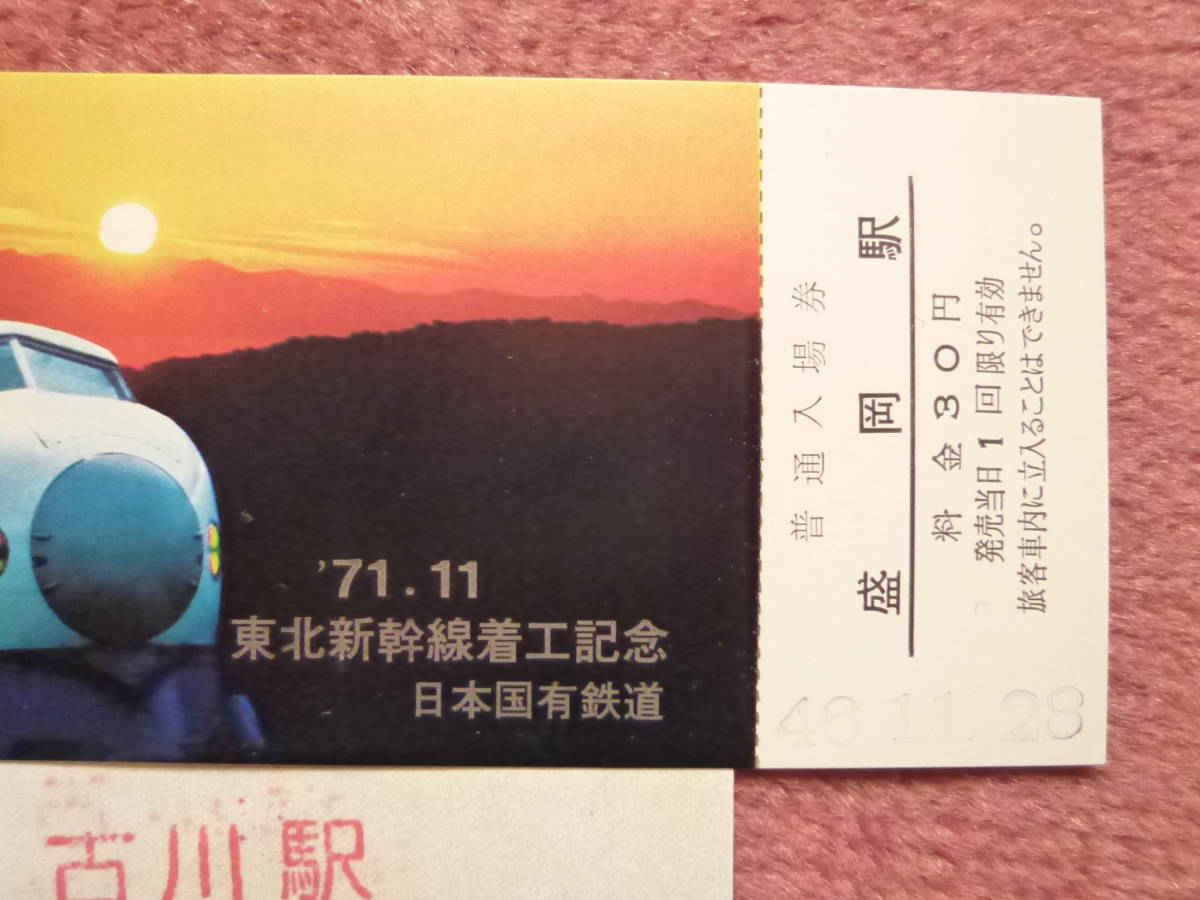 '71.11
東北新幹線着工記念
日本国有鉄道
普通入場券
盛岡駅
料金30円
発売当日1回限り有効
旅客車内に立入ることはできません。
46.11.28
古川駅